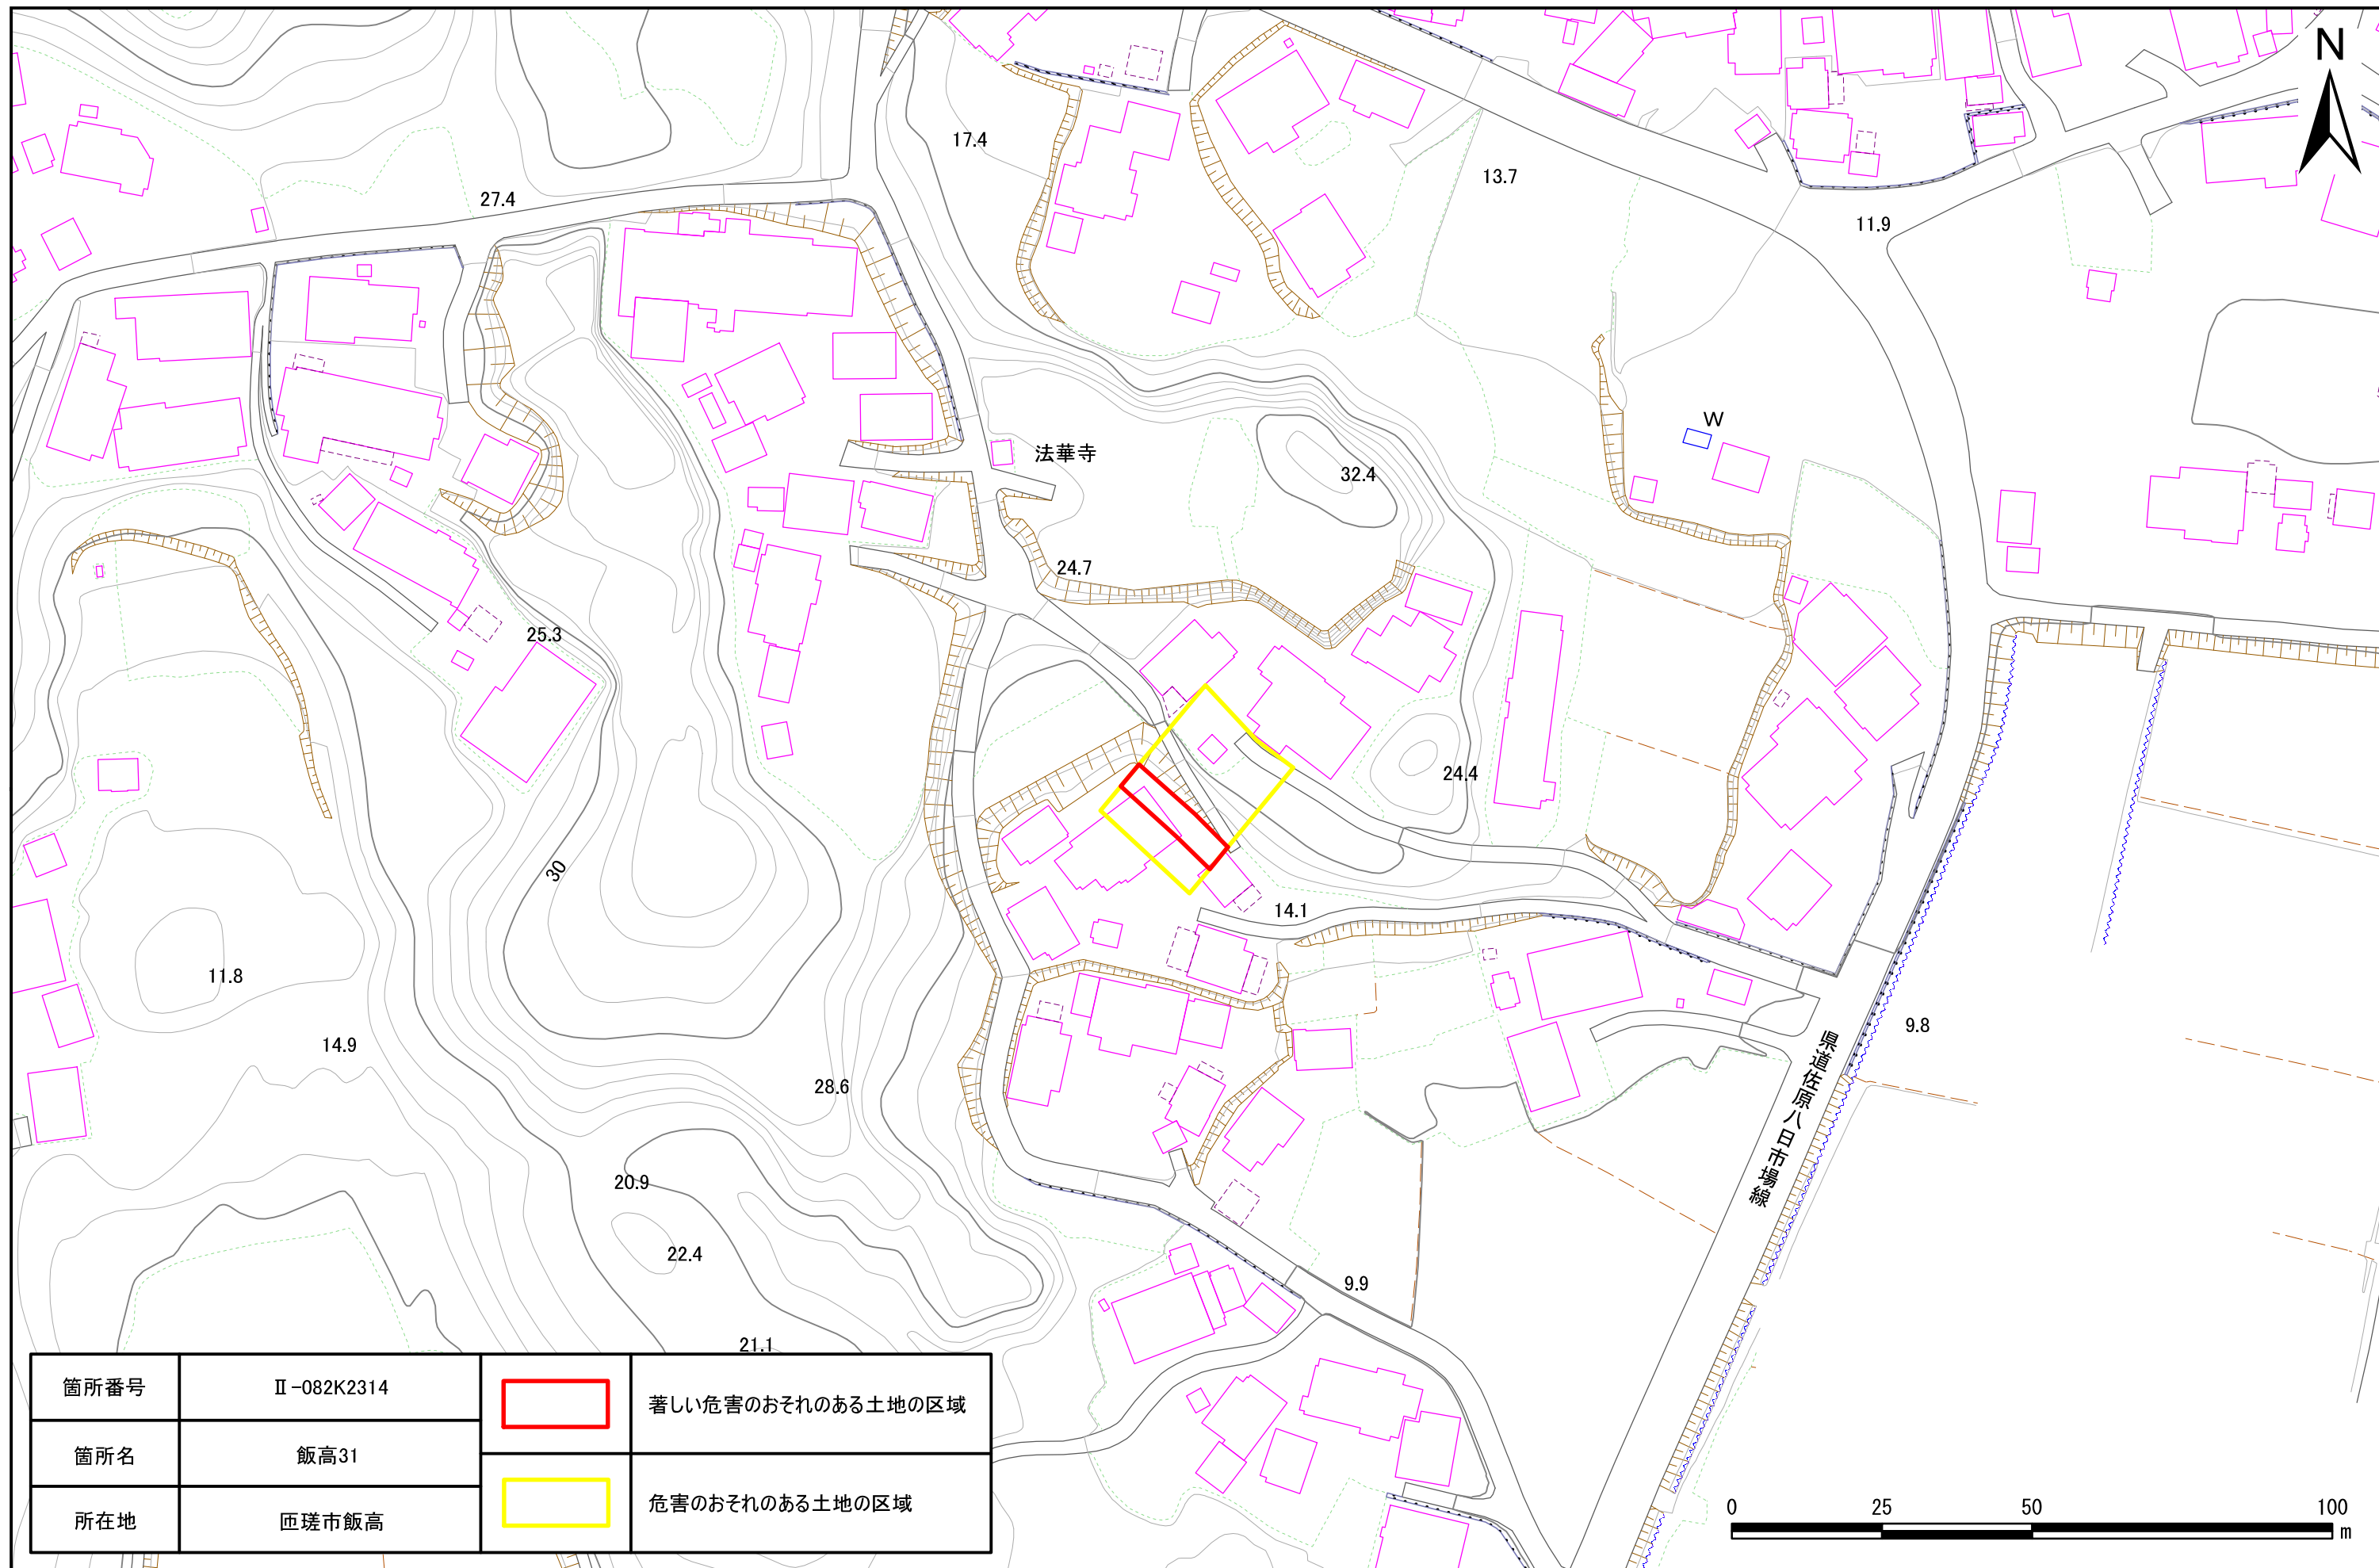 N
17.4
13.7
27.4
11.9
W
法華寺
32.4
24.7
25.3
24.4
30
14.1
11.8
9.8
14.9
県道佐原八日市場線
28.6
20.9
22.4
9.9
21.1
箇所番号 Ⅱ-082K2314
箇所名 飯高31
所在地 匝瑳市飯高
著しい危害のおそれのある土地の区域
危害のおそれのある土地の区域
0 25 50 100
m